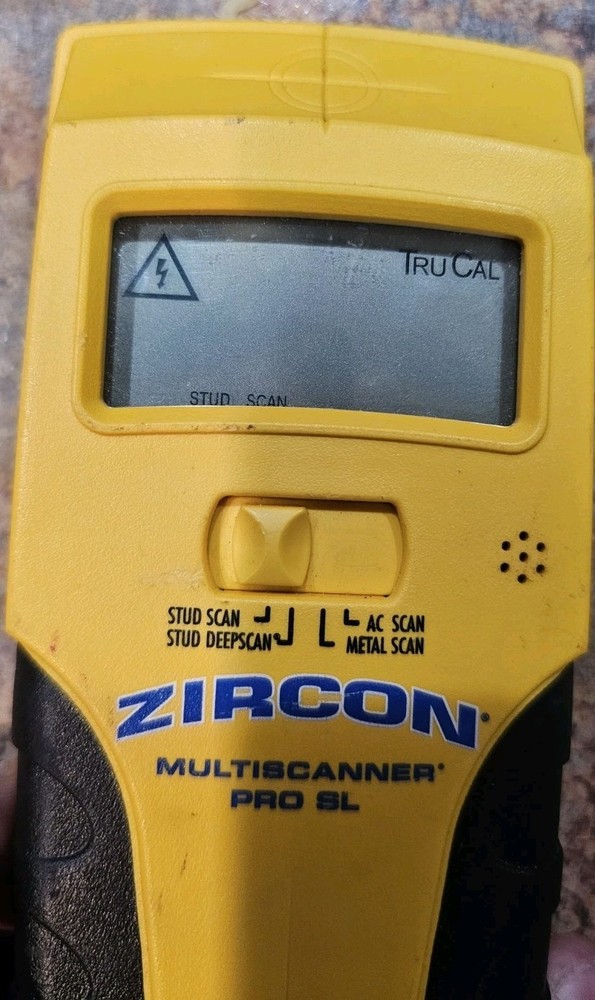 TRU CAL
STUD SCAN
STUD SCAN AC SCAN
STUD DEEPSCAN METAL SCAN
ZIRCON®
MULTISCANNER®
PRO SL